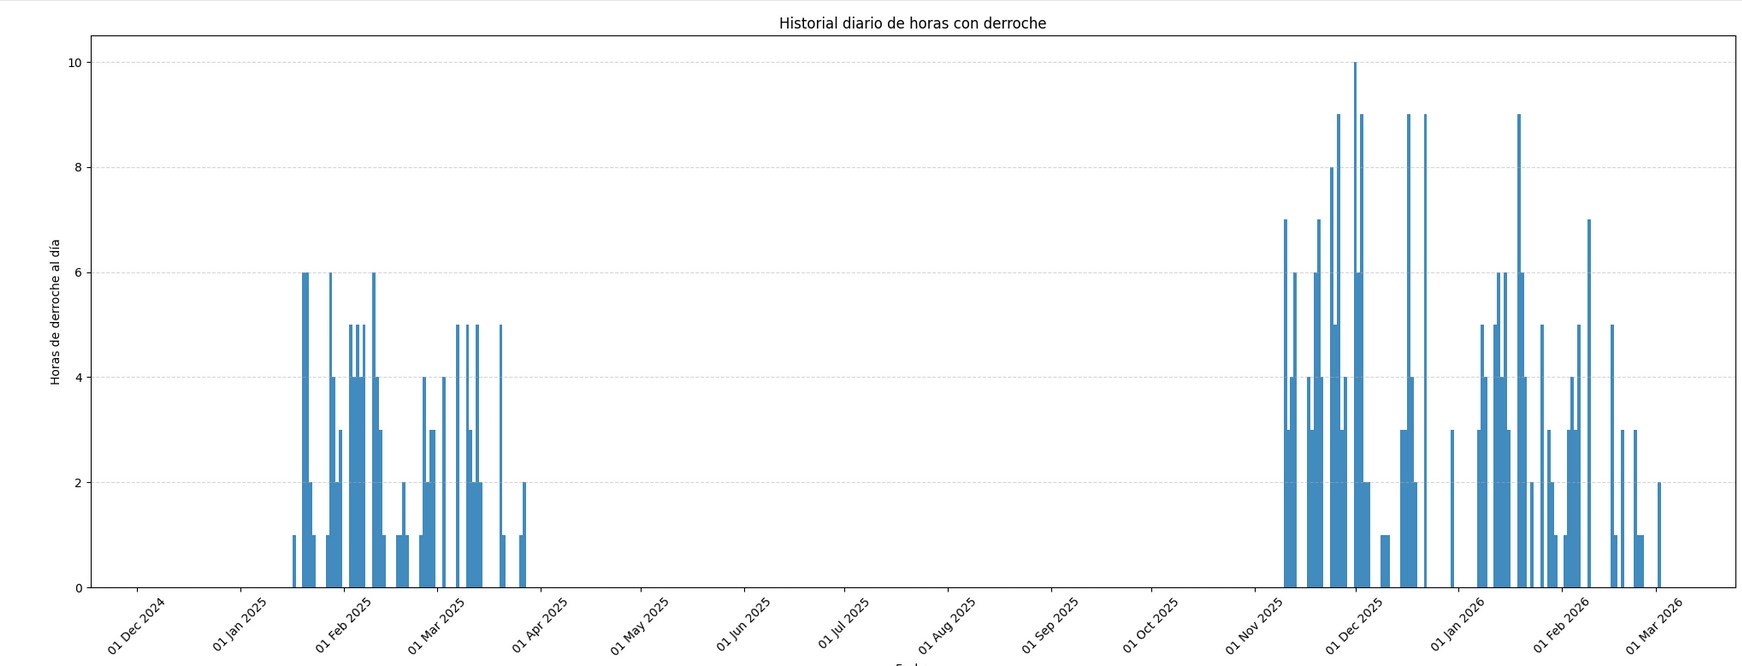 Historial diario de horas con derroche
Horas de derroche al día
10
8
6
4
2
0
01 Dec 2024
01 Jan 2025
01 Feb 2025
01 Mar 2025
01 Apr 2025
01 May 2025
01 Jun 2025
01 Jul 2025
01 Aug 2025
01 Sep 2025
01 Oct 2025
01 Nov 2025
01 Dec 2025
01 Jan 2026
01 Feb 2026
01 Mar 2026